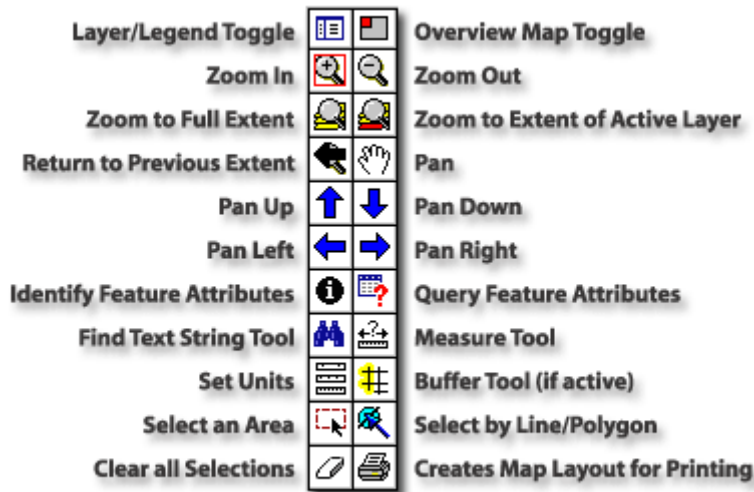 Layer/Legend Toggle Overview Map Toggle
Zoom In Zoom Out
Zoom to Full Extent Zoom to Extent of Active Layer
Return to Previous Extent Pan
Pan Up Pan Down
Pan Left Pan Right
Identify Feature Attributes Query Feature Attributes
Find Text String Tool Measure Tool
Set Units Buffer Tool (if active)
Select an Area Select by Line/Polygon
Clear all Selections Creates Map Layout for Printing